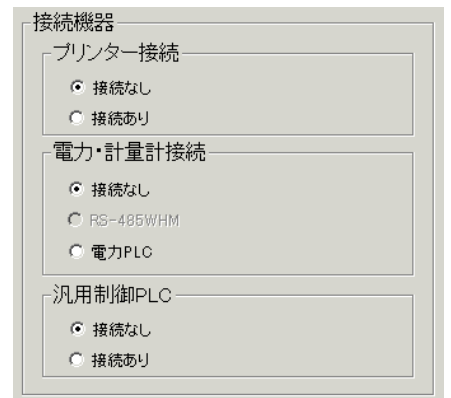 接続機器
プリンター接続
接続なし
接続あり
電力・計量計接続
接続なし
RS-485WHM
電力PLC
汎用制御PLC
接続なし
接続あり